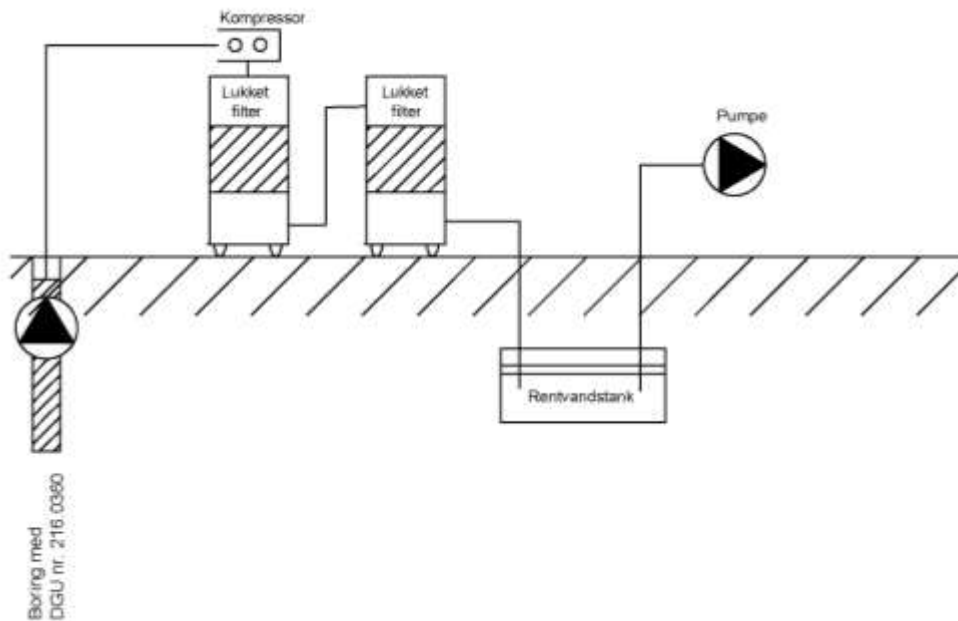 Kompressor
Lukket
filter
Lukket
filter
Pumpe
Rentvandstank
Boring med
DGU nr. 216.0360